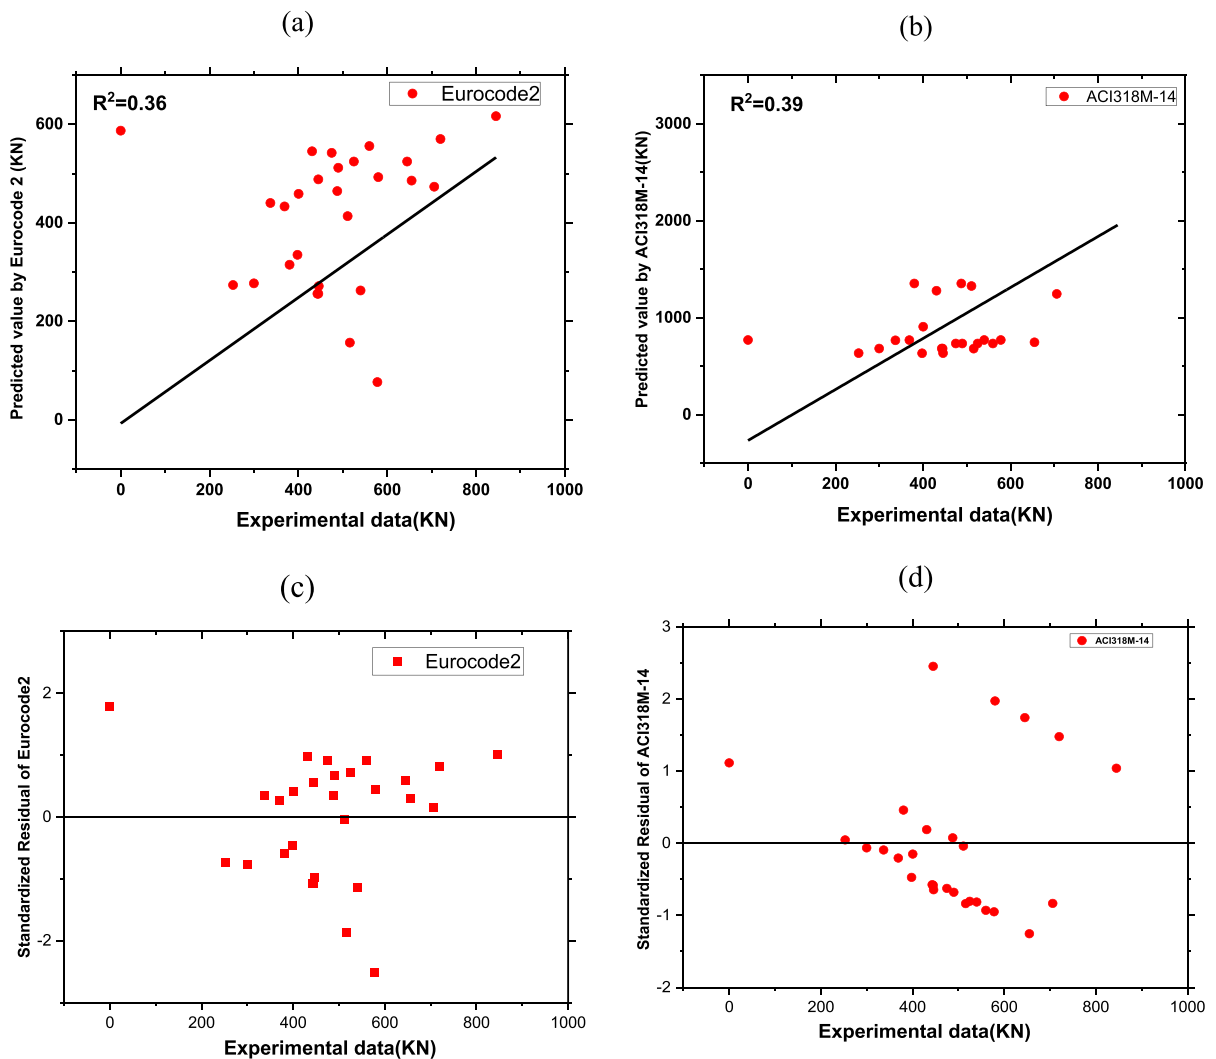 (a)
R²=0.36
Eurocode2
600
400
200
0
Predicted value by Eurocode 2 (KN)
0 200 400 600 800 1000
Experimental data(KN)
(b)
R²=0.39
ACI318M-14
3000
2000
1000
0
Predicted value by ACI318M-14(KN)
0 200 400 600 800 1000
Experimental data(KN)
(c)
Eurocode2
2
0
-2
Standardized Residual of Eurocode2
0 200 400 600 800 1000
Experimental data(KN)
(d)
ACI318M-14
3
2
1
0
-1
-2
Standardized Residual of ACI318M-14
0 200 400 600 800 1000
Experimental data(KN)